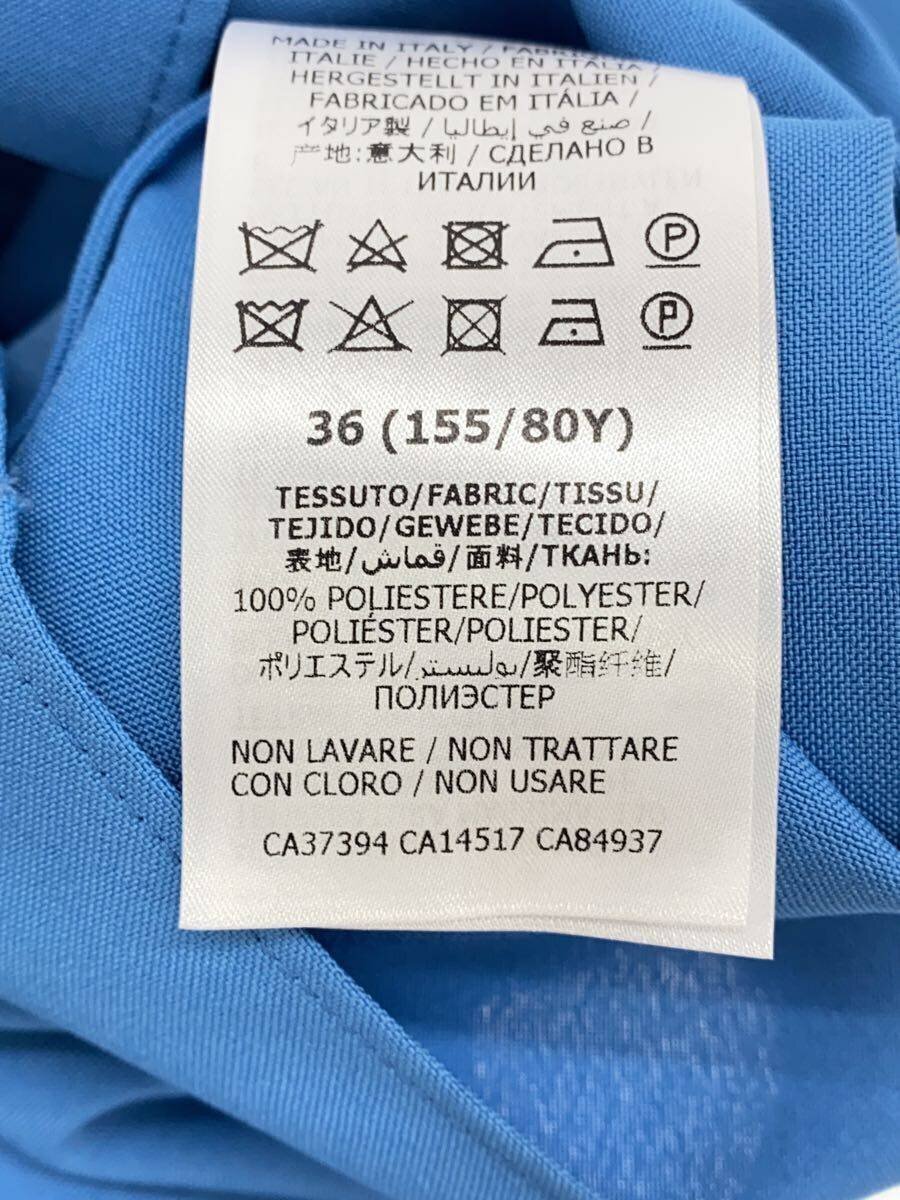 MADE IN ITALY / FABRIQUÉ
ITALIE / HECHO EN ITALIA /
HERGESTELLT IN ITALIEN /
FABRICADO EM ITÁLIA /
イタリア製 / صنع في إيطاليا /
产地:意大利 / СДЕЛАНО В
ИТАЛИИ
P
P
36 (155/80Y)
TESSUTO/FABRIC/TISSU/
TEJIDO/GEWEBE/TECIDO/
表地/قماش/面料/ТКАНЬ:
100% POLIESTERE/POLYESTER/
POLIÉSTER/POLIESTER/
ポリエステル/بوليستر/聚酯纤维/
ПОЛИЭСТЕР
NON LAVARE / NON TRATTARE
CON CLORO / NON USARE
CA37394 CA14517 CA84937